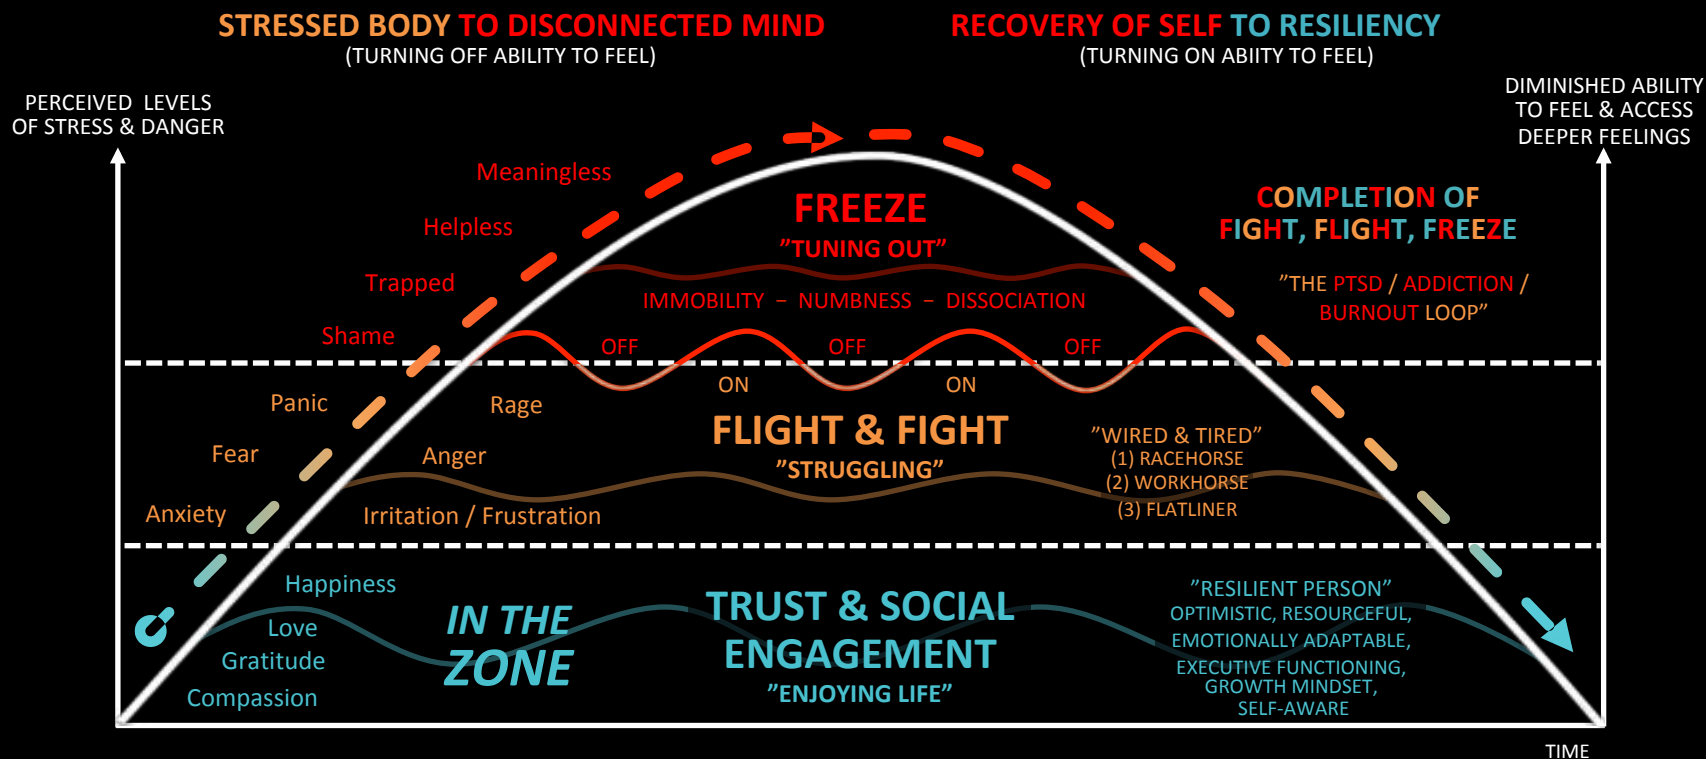 STRESSED BODY TO DISCONNECTED MIND
(TURNING OFF ABILITY TO FEEL)
RECOVERY OF SELF TO RESILIENCY
(TURNING ON ABIITY TO FEEL)
PERCEIVED LEVELS
OF STRESS & DANGER
DIMINISHED ABILITY
TO FEEL & ACCESS
DEEPER FEELINGS
Meaningless
Helpless
Trapped
Shame
FREEZE
"TUNING OUT"
IMMOBILITY – NUMBNESS – DISSOCIATION
OFF
OFF
OFF
ON
ON
COMPLETION OF
FIGHT, FLIGHT, FREEZE
"THE PTSD / ADDICTION /
BURNOUT LOOP"
Panic
Rage
Fear
Anger
Anxiety
Irritation / Frustration
FLIGHT & FIGHT
"STRUGGLING"
"WIRED & TIRED"
(1) RACEHORSE
(2) WORKHORSE
(3) FLATLINER
Happiness
Love
Gratitude
Compassion
IN THE
ZONE
TRUST & SOCIAL
ENGAGEMENT
"ENJOYING LIFE"
"RESILIENT PERSON"
OPTIMISTIC, RESOURCEFUL,
EMOTIONALLY ADAPTABLE,
EXECUTIVE FUNCTIONING,
GROWTH MINDSET,
SELF-AWARE
TIME